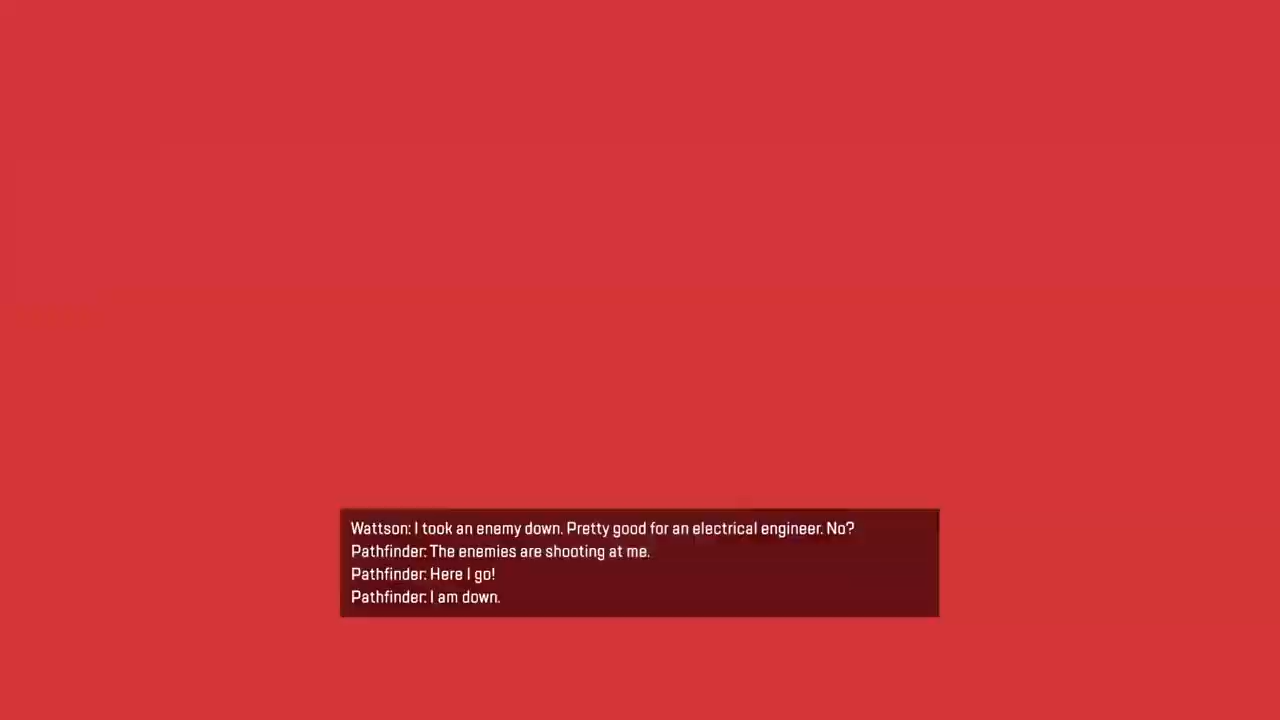 Wattson: I took an enemy down. Pretty good for an electrical engineer. No?
Pathfinder: The enemies are shooting at me.
Pathfinder: Here I go!
Pathfinder: I am down.